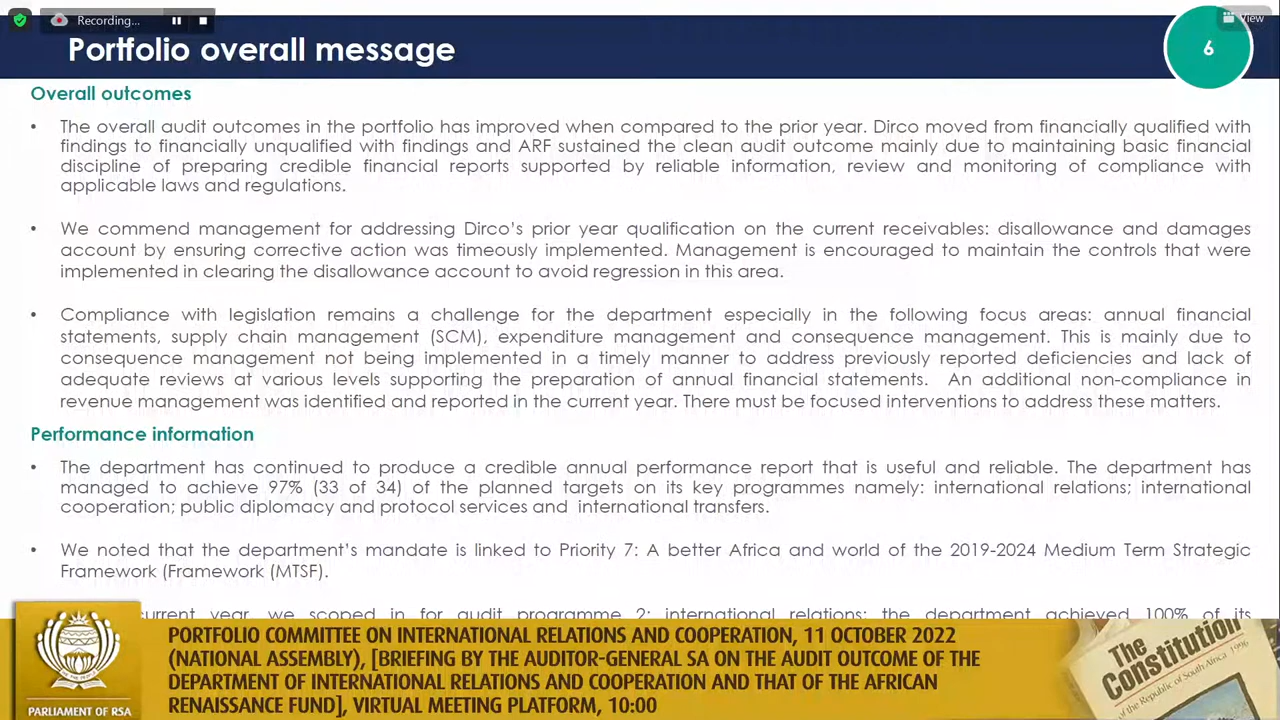 Recording...
View
Portfolio overall message
6
Overall outcomes
• The overall audit outcomes in the portfolio has improved when compared to the prior year. Dirco moved from financially qualified with
findings to financially unqualified with findings and ARF sustained the clean audit outcome mainly due to maintaining basic financial
discipline of preparing credible financial reports supported by reliable information, review and monitoring of compliance with
applicable laws and regulations.
• We commend management for addressing Dirco's prior year qualification on the current receivables: disallowance and damages
account by ensuring corrective action was timeously implemented. Management is encouraged to maintain the controls that were
implemented in clearing the disallowance account to avoid regression in this area.
• Compliance with legislation remains a challenge for the department especially in the following focus areas: annual financial
statements, supply chain management (SCM), expenditure management and consequence management. This is mainly due to
consequence management not being implemented in a timely manner to address previously reported deficiencies and lack of
adequate reviews at various levels supporting the preparation of annual financial statements. An additional non-compliance in
revenue management was identified and reported in the current year. There must be focused interventions to address these matters.
Performance information
• The department has continued to produce a credible annual performance report that is useful and reliable. The department has
managed to achieve 97% (33 of 34) of the planned targets on its key programmes namely: international relations; international
cooperation; public diplomacy and protocol services and international transfers.
• We noted that the department's mandate is linked to Priority 7: A better Africa and world of the 2019-2024 Medium Term Strategic
Framework (Framework (MTSF).
current year, we scoped in for audit programme 2: international relations; the department achieved 100% of its
PORTFOLIO COMMITTEE ON INTERNATIONAL RELATIONS AND COOPERATION, 11 OCTOBER 2022
(NATIONAL ASSEMBLY), [BRIEFING BY THE AUDITOR-GENERAL SA ON THE AUDIT OUTCOME OF THE
DEPARTMENT OF INTERNATIONAL RELATIONS AND COOPERATION AND THAT OF THE AFRICAN
RENAISSANCE FUND], VIRTUAL MEETING PLATFORM, 10:00
PARLIAMENT OF RSA
The
Constitution
of the Republic of South Africa, 1996